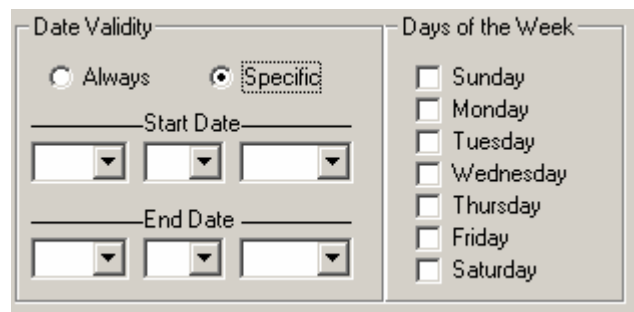 Date Validity
Always Specific
Start Date
End Date
Days of the Week
Sunday
Monday
Tuesday
Wednesday
Thursday
Friday
Saturday